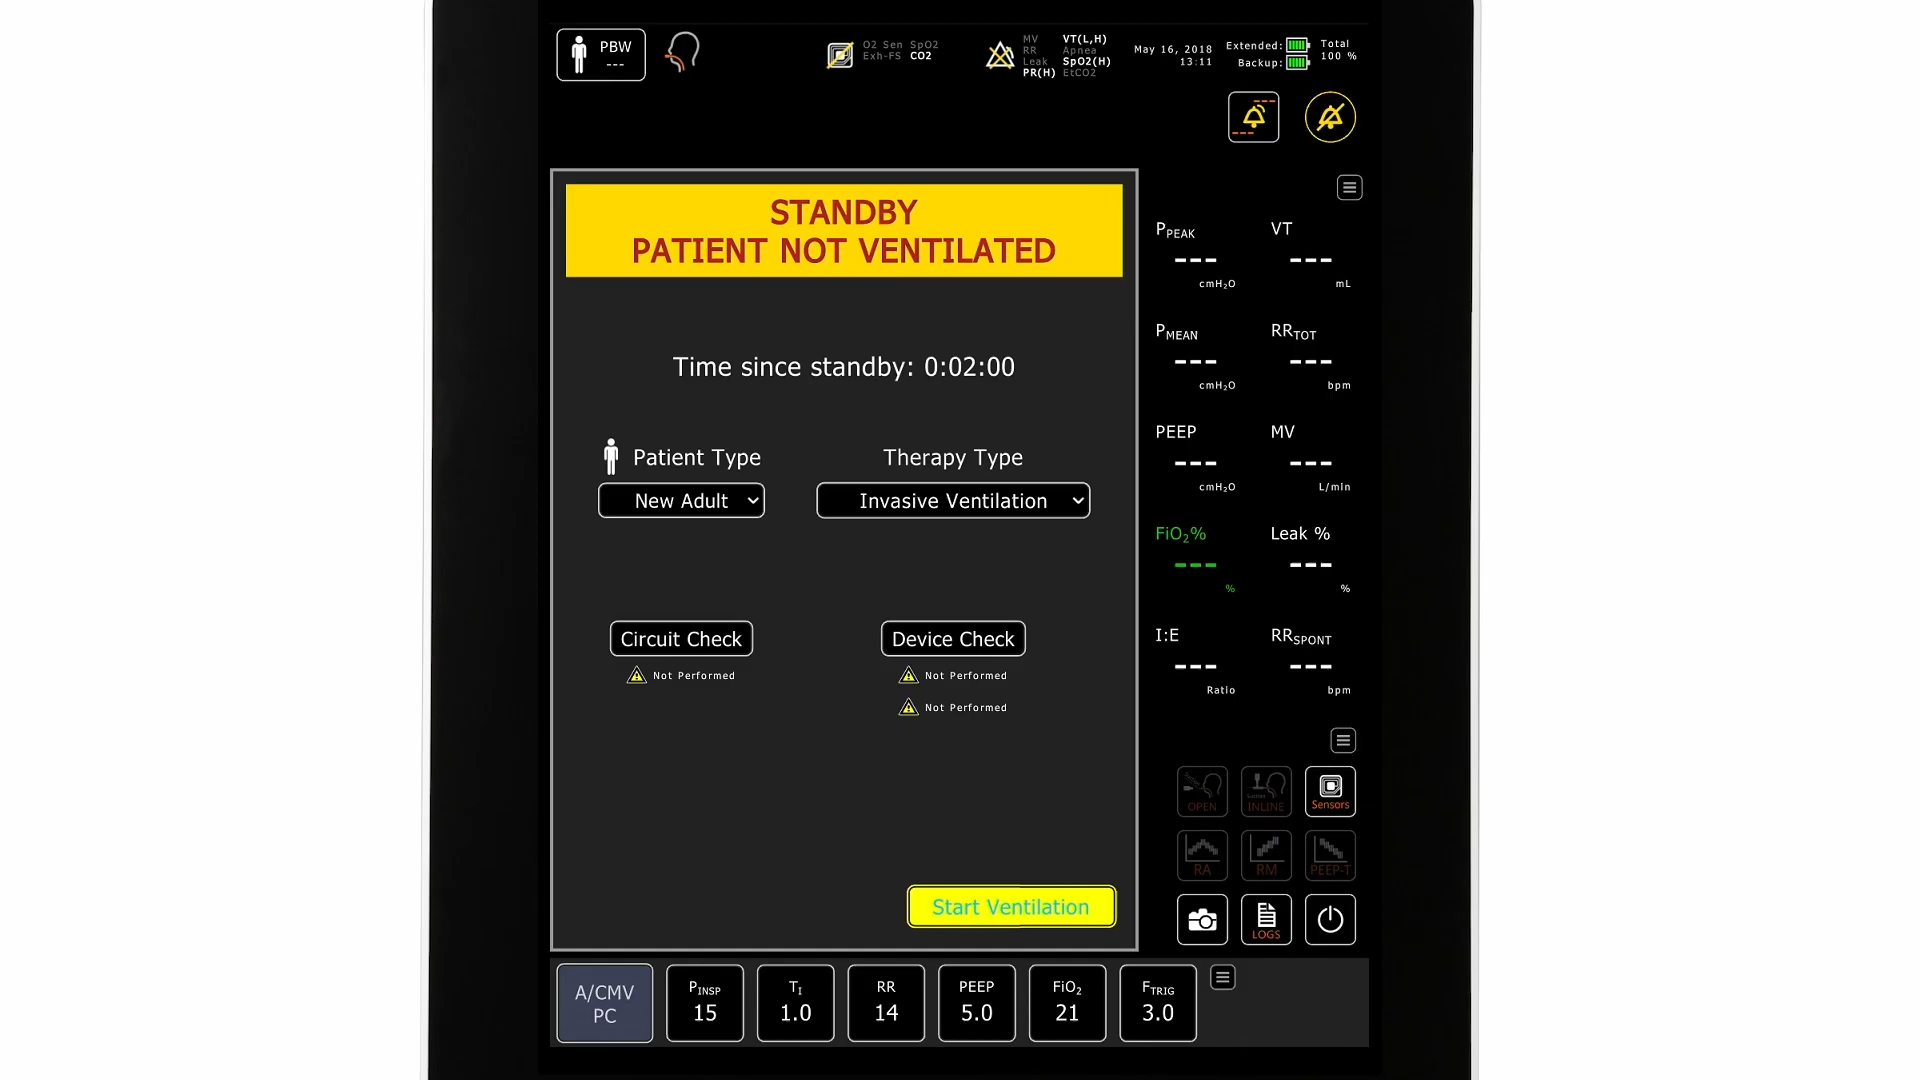 PBW
---
O2 Sen SpO2
Exh-FS CO2
MV VT(L,H)
RR Apnea
Leak SpO2(H)
PR(H) EtCO2
May 16, 2018
13:11
Extended:
Backup:
Total
100 %
STANDBY
PATIENT NOT VENTILATED
Time since standby: 0:02:00
Patient Type
New Adult
Therapy Type
Invasive Ventilation
Circuit Check
Not Performed
Device Check
Not Performed
Not Performed
Start Ventilation
PPEAK
---
cmH2O
VT
---
mL
PMEAN
---
cmH2O
RRTOT
---
bpm
PEEP
---
cmH2O
MV
---
L/min
FiO2%
---
%
Leak %
---
%
I:E
---
Ratio
RRSPONT
---
bpm
OPEN
Suction
INLINE
Sensors
RA
RM
PEEP-T
LOGS
A/CMV
PC
PINSP
15
TI
1.0
RR
14
PEEP
5.0
FiO2
21
FTRIG
3.0